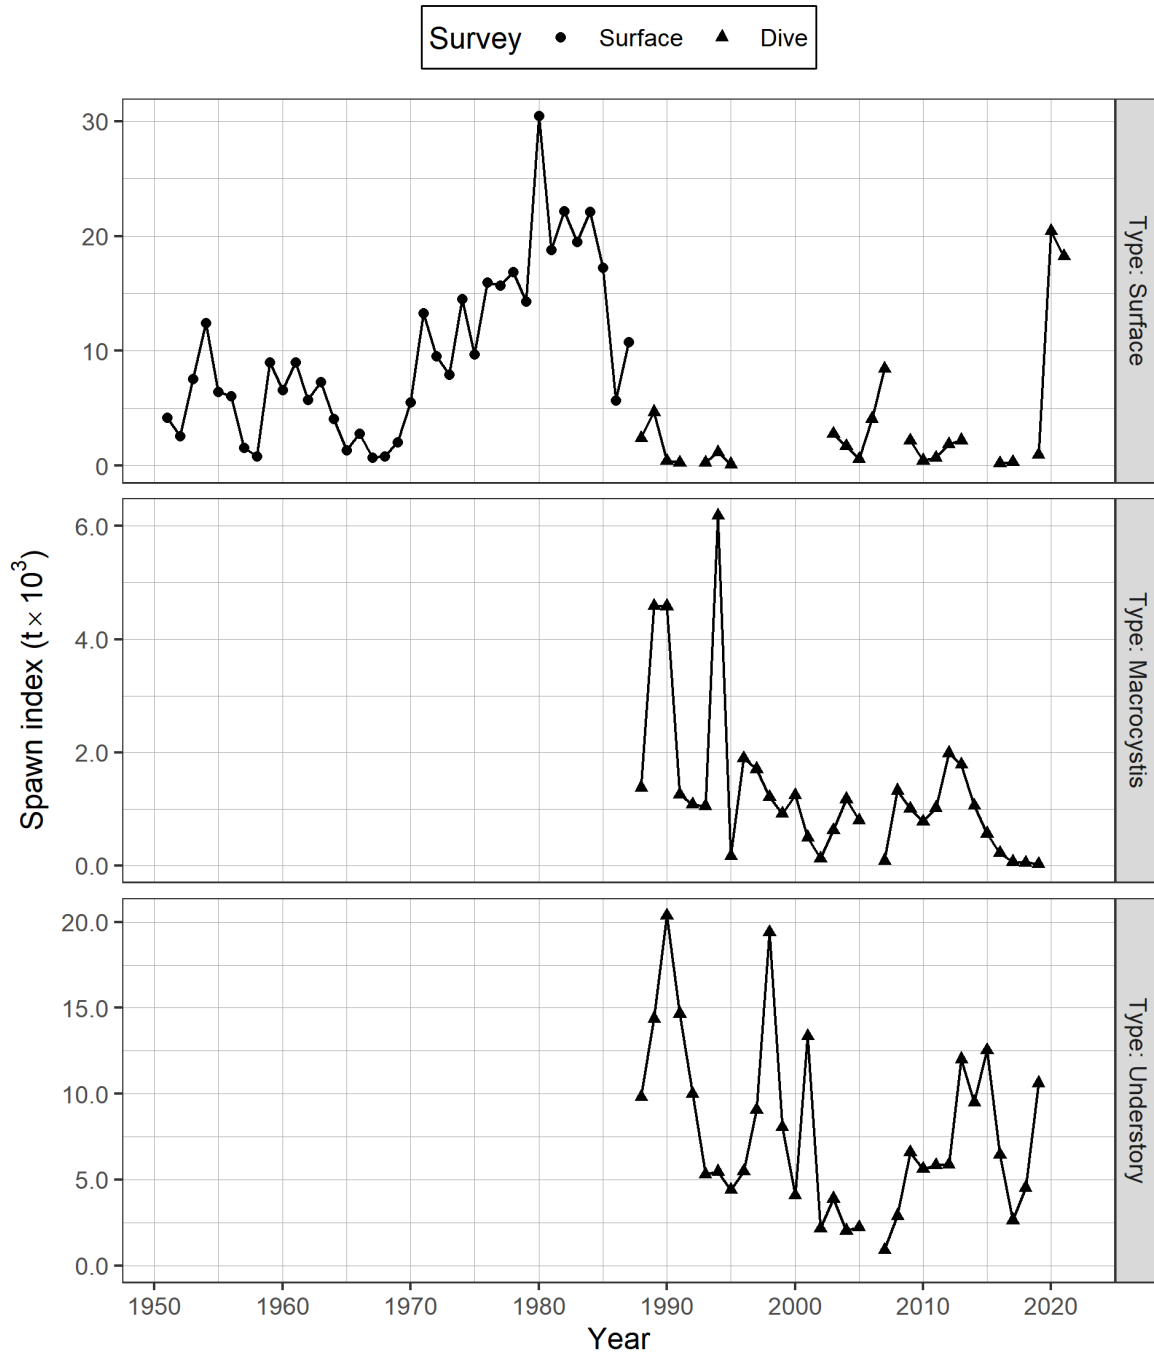 Survey Surface Dive
30
20
10
0
Type: Surface
6.0
4.0
2.0
0.0
Type: Macrocystis
20.0
15.0
10.0
5.0
0.0
Type: Understory
Spawn index (t × 10³)
1950 1960 1970 1980 1990 2000 2010 2020
Year